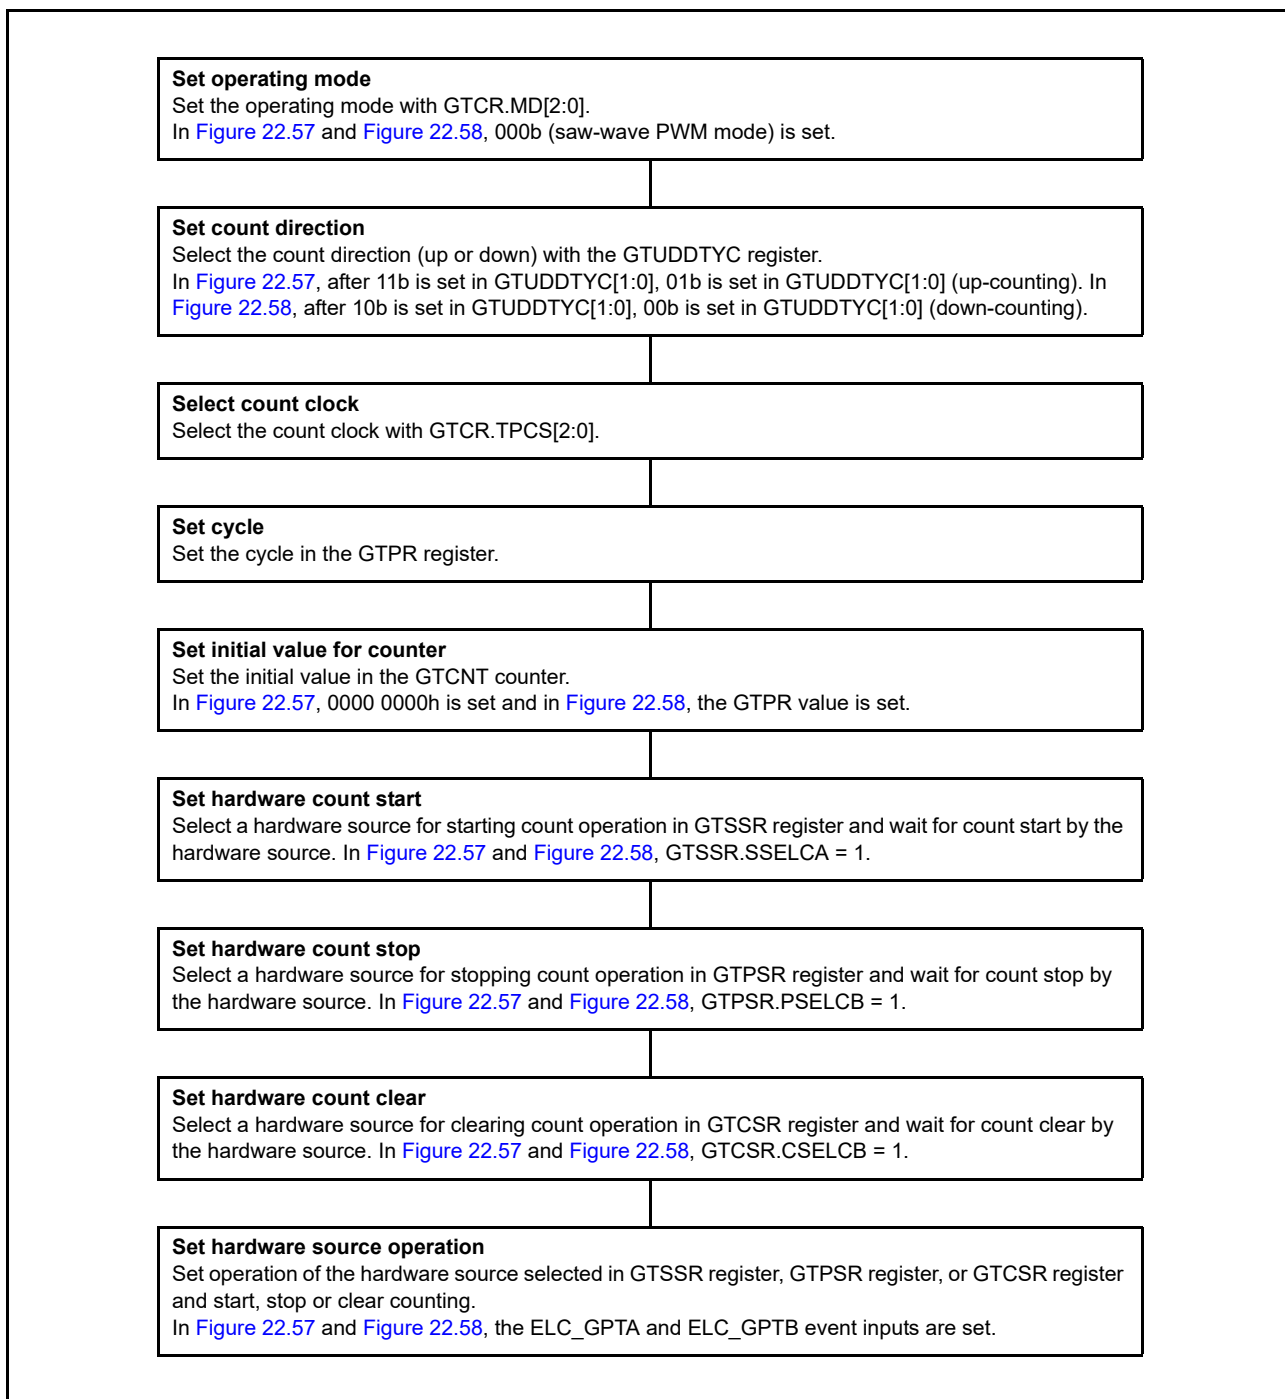 Set operating mode
Set the operating mode with GTCR.MD[2:0].
In Figure 22.57 and Figure 22.58, 000b (saw-wave PWM mode) is set.
Set count direction
Select the count direction (up or down) with the GTUDDTYC register.
In Figure 22.57, after 11b is set in GTUDDTYC[1:0], 01b is set in GTUDDTYC[1:0] (up-counting). In
Figure 22.58, after 10b is set in GTUDDTYC[1:0], 00b is set in GTUDDTYC[1:0] (down-counting).
Select count clock
Select the count clock with GTCR.TPCS[2:0].
Set cycle
Set the cycle in the GTPR register.
Set initial value for counter
Set the initial value in the GTCNT counter.
In Figure 22.57, 0000 0000h is set and in Figure 22.58, the GTPR value is set.
Set hardware count start
Select a hardware source for starting count operation in GTSSR register and wait for count start by the
hardware source. In Figure 22.57 and Figure 22.58, GTSSR.SSELCA = 1.
Set hardware count stop
Select a hardware source for stopping count operation in GTPSR register and wait for count stop by
the hardware source. In Figure 22.57 and Figure 22.58, GTPSR.PSELCB = 1.
Set hardware count clear
Select a hardware source for clearing count operation in GTCSR register and wait for count clear by
the hardware source. In Figure 22.57 and Figure 22.58, GTCSR.CSELCB = 1.
Set hardware source operation
Set operation of the hardware source selected in GTSSR register, GTPSR register, or GTCSR register
and start, stop or clear counting.
In Figure 22.57 and Figure 22.58, the ELC_GPTA and ELC_GPTB event inputs are set.